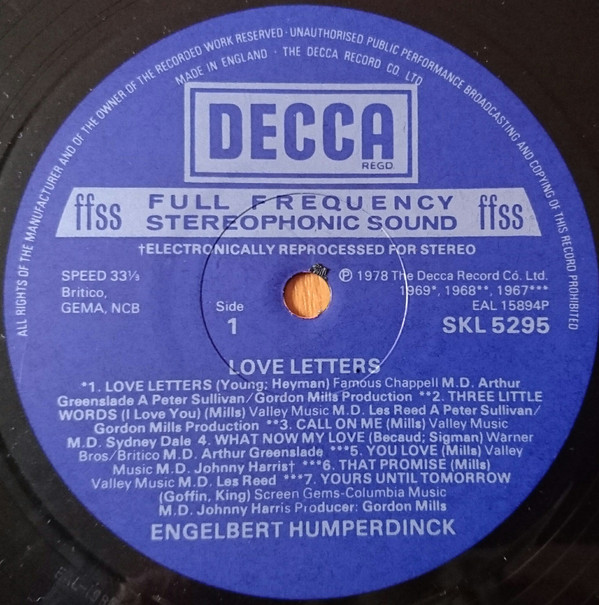 ALL RIGHTS OF THE MANUFACTURER AND OF THE OWNER OF THE RECORDED WORK RESERVED · UNAUTHORISED PUBLIC PERFORMANCE BROADCASTING AND COPYING OF THIS RECORD PROHIBITED
MADE IN ENGLAND · THE DECCA RECORD CO. LTD.
DECCA
REGD.
ffss FULL FREQUENCY STEREOPHONIC SOUND ffss
†ELECTRONICALLY REPROCESSED FOR STEREO
SPEED 33⅓
Britico,
GEMA, NCB
Side
1
℗ 1978 The Decca Record Co. Ltd.
1969*, 1968**, 1967***
EAL 15894P
SKL 5295
LOVE LETTERS
*1. LOVE LETTERS (Young; Heyman) Famous Chappell M.D. Arthur
Greenslade A Peter Sullivan/Gordon Mills Production **2. THREE LITTLE
WORDS (I Love You) (Mills) Valley Music M.D. Les Reed A Peter Sullivan/
Gordon Mills Production **3. CALL ON ME (Mills) Valley Music
M.D. Sydney Dale 4. WHAT NOW MY LOVE (Becaud; Sigman) Warner
Bros/Britico M.D. Arthur Greenslade ***5. YOU LOVE (Mills) Valley
Music M.D. Johnny Harris† ***6. THAT PROMISE (Mills)
Valley Music M.D. Les Reed ***7. YOURS UNTIL TOMORROW
(Goffin, King) Screen Gems-Columbia Music
M.D. Johnny Harris Producer: Gordon Mills
ENGELBERT HUMPERDINCK